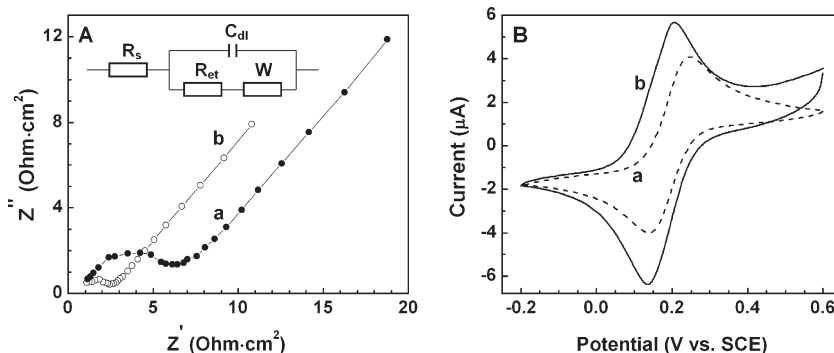 A
R_s
C_dl
R_et
W
b
a
Z'' (Ohm·cm²)
12
8
4
0
0 5 10 15 20
Z' (Ohm·cm²)
B
b
a
Current (μA)
6
4
2
0
-2
-4
-6
-0.2 0.0 0.2 0.4 0.6
Potential (V vs. SCE)